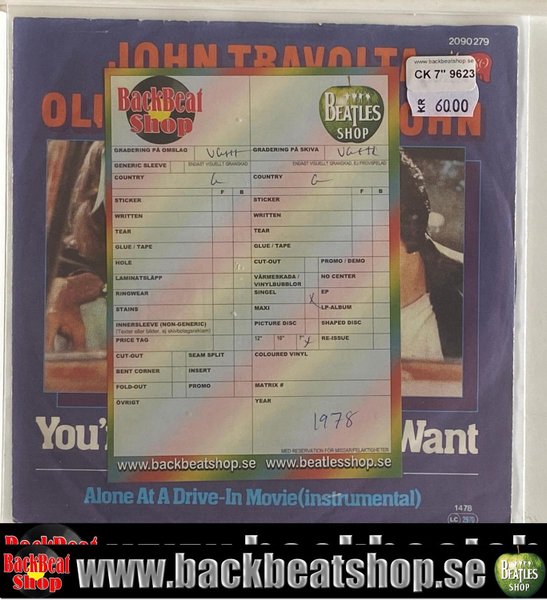 2090279
JOHN TRAVOLTA
www.backbeatshop.se
CK 7" 9623
KR 6000
OHN
BackBeat
Shop
BEATLES
SHOP
GRADERING PÅ OMSLAG VG++ GRADERING PÅ SKIVA VG++
GENERIC SLEEVE ENDAST VISUELLT GRANSKAD ENDAST VISUELLT GRANSKAD, EJ PROVSPELAD
COUNTRY G COUNTRY G
F B F B
STICKER STICKER
WRITTEN WRITTEN
TEAR TEAR
GLUE / TAPE GLUE / TAPE
HOLE CUT-OUT PROMO / DEMO
LAMINATSLÄPP VÄRMESKADA / VINYLBUBBLOR NO CENTER
RINGWEAR SINGEL x EP
STAINS MAXI LP-ALBUM
INNERSLEEVE (NON-GENERIC) PICTURE DISC SHAPED DISC
(Texter eller bilder, ej skivbolagsreklam)
PRICE TAG 12" 10" 7" x RE-ISSUE
CUT-OUT SEAM SPLIT COLOURED VINYL
BENT CORNER INSERT
FOLD-OUT PROMO MATRIX #
ÖVRIGT YEAR
1978
MED RESERVATION FÖR MISSAR/FELAKTIGHETER
www.backbeatshop.se www.beatlesshop.se
You' Want
Alone At A Drive-In Movie (instrumental)
1478
LC
BackBeat
Shop
www.backbeatshop.se
BEATLES
SHOP